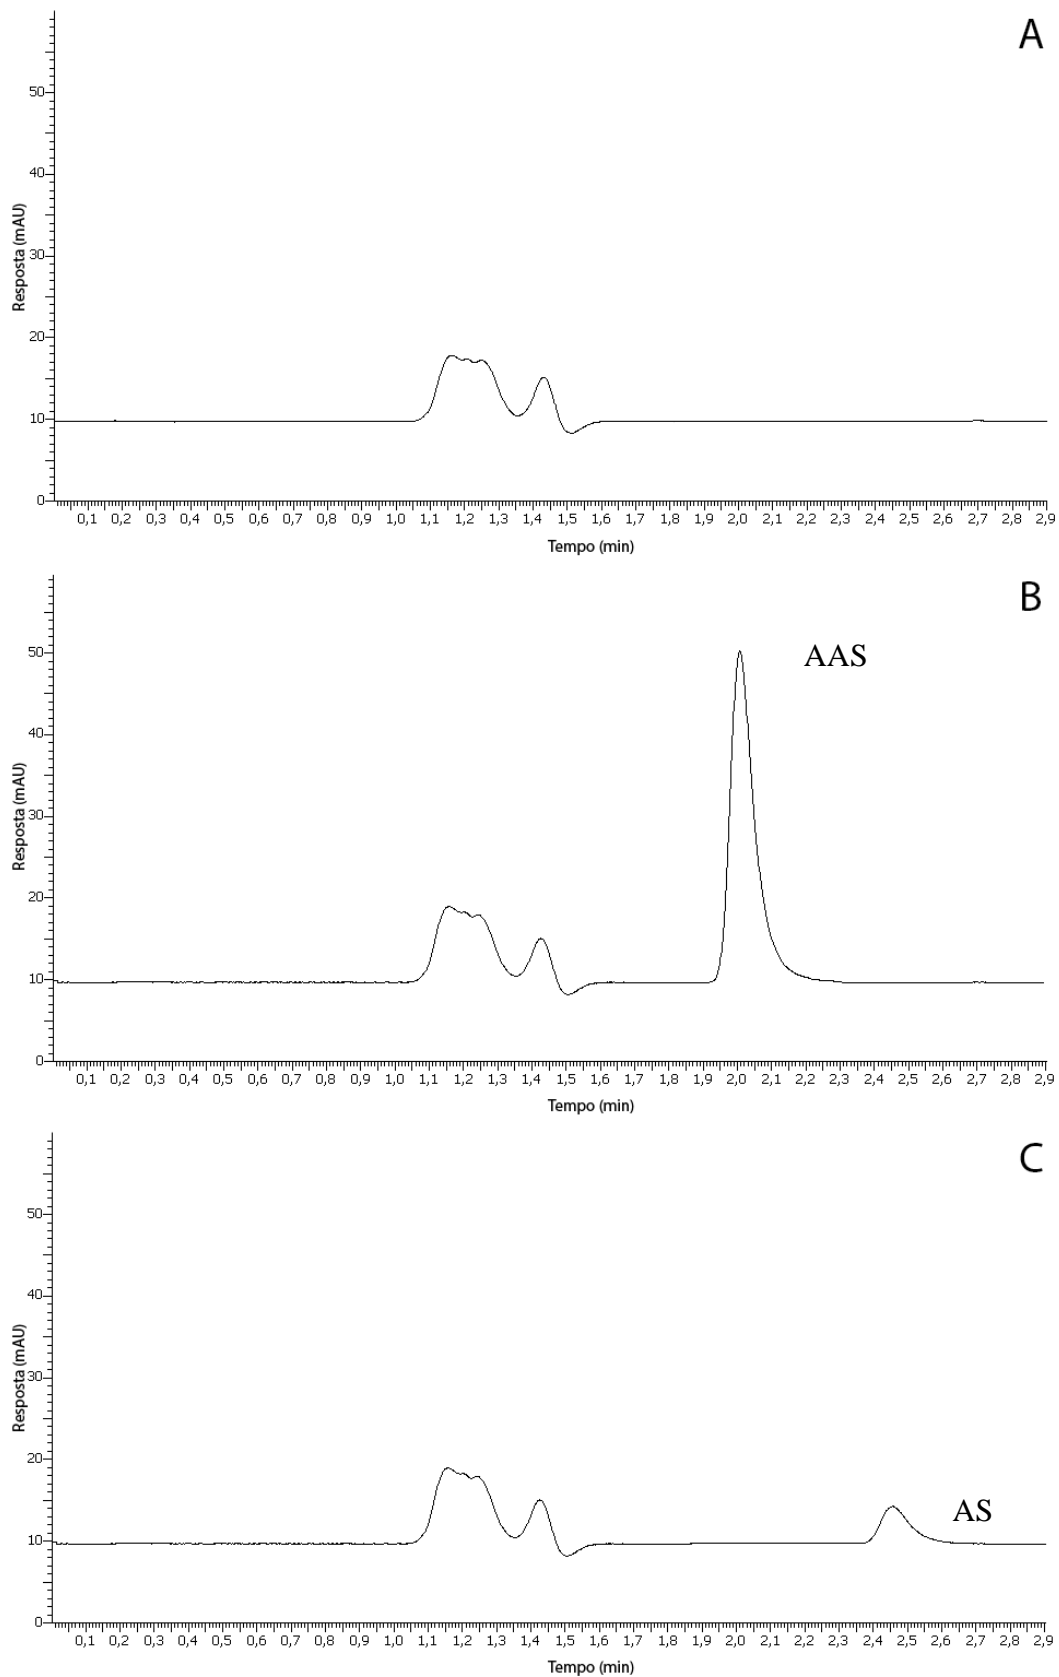 A
50
40
30
20
10
0
Resposta (mAU)
0,1 0,2 0,3 0,4 0,5 0,6 0,7 0,8 0,9 1,0 1,1 1,2 1,3 1,4 1,5 1,6 1,7 1,8 1,9 2,0 2,1 2,2 2,3 2,4 2,5 2,6 2,7 2,8 2,9
Tempo (min)
B
AAS
50
40
30
20
10
0
Resposta (mAU)
0,1 0,2 0,3 0,4 0,5 0,6 0,7 0,8 0,9 1,0 1,1 1,2 1,3 1,4 1,5 1,6 1,7 1,8 1,9 2,0 2,1 2,2 2,3 2,4 2,5 2,6 2,7 2,8 2,9
Tempo (min)
C
50
40
30
20
10
0
Resposta (mAU)
AS
0,1 0,2 0,3 0,4 0,5 0,6 0,7 0,8 0,9 1,0 1,1 1,2 1,3 1,4 1,5 1,6 1,7 1,8 1,9 2,0 2,1 2,2 2,3 2,4 2,5 2,6 2,7 2,8 2,9
Tempo (min)